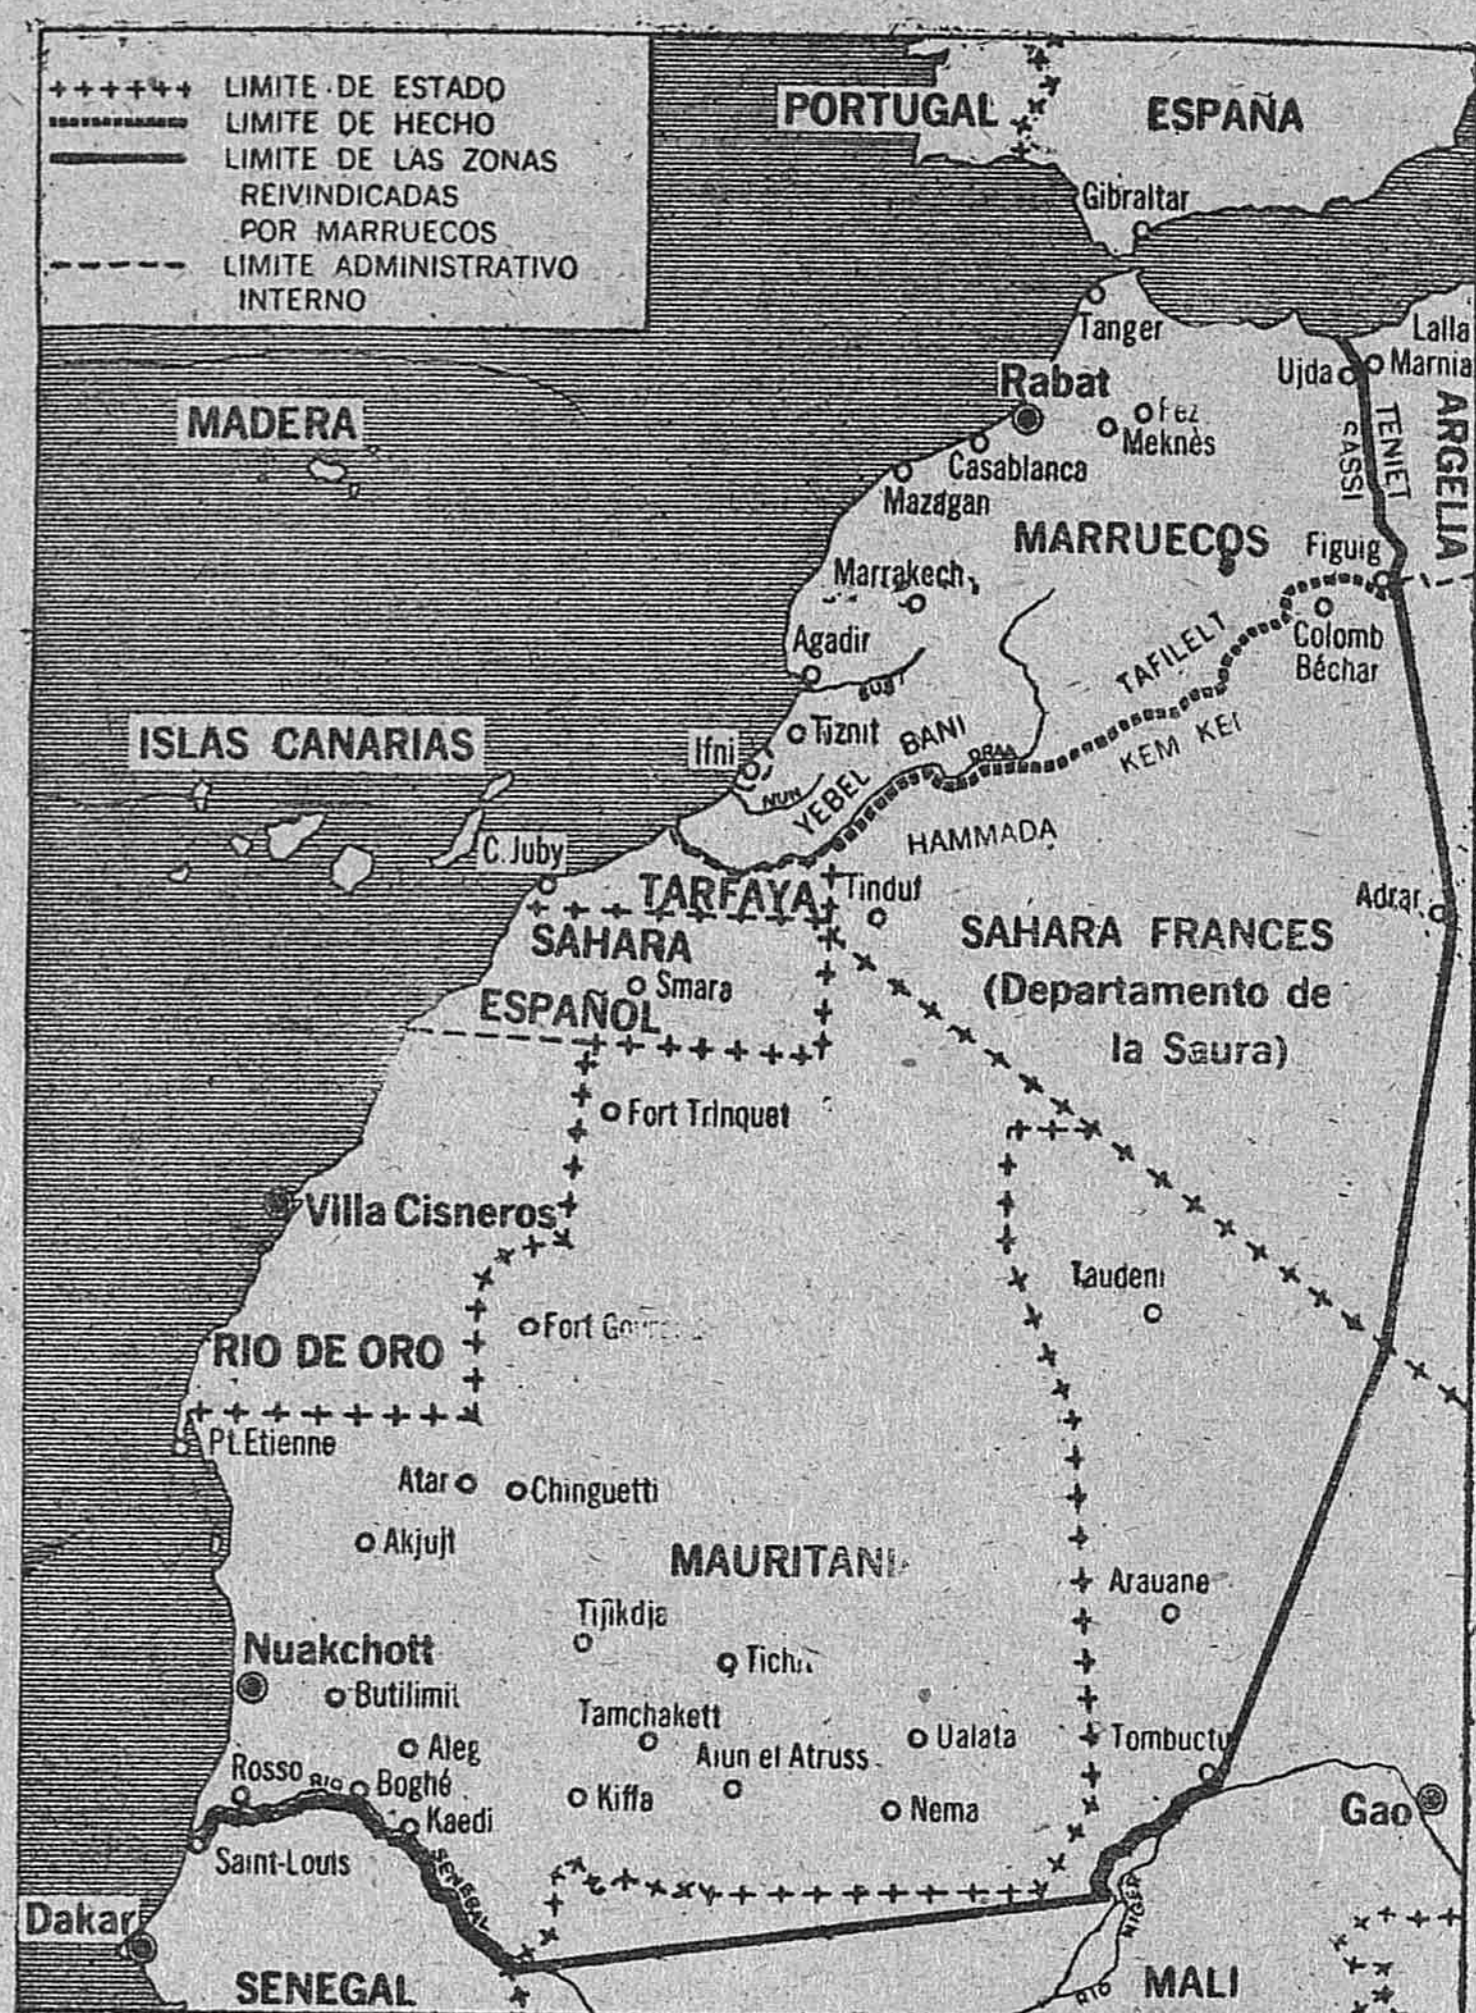 LIMITE DE ESTADO
LIMITE DE HECHO
LIMITE DE LAS ZONAS
REIVINDICADAS
POR MARRUECOS
LIMITE ADMINISTRATIVO
INTERNO
PORTUGAL
ESPAÑA
Gibraltar
Tanger
Lalla
Marnia
Ujda
Rabat
Fez
Meknès
MADERA
Casablanca
Mazagan
TENIET
SASSI
ARGELIA
MARRUECOS
Figuig
Marrakech
Colomb
Béchar
Agadir
TAFILELT
SUS
Tiznit
BANI
ISLAS CANARIAS
Ifni
DRAA
KEM KEM
NUN
YEBEL
HAMMADA
C. Juby
TARFAYA
Tinduf
Adrar
SAHARA
ESPAÑOL
Smara
SAHARA FRANCES
(Departamento de
la Saura)
Fort Trinquet
Villa Cisneros
Taudeni
Fort
RIO DE ORO
Pt.Etienne
Atar
Chinguetti
Akjujt
MAURITANI
Arauane
Tijikdja
Nuakchott
Butilimit
Tamchakett
Ualata
Tombuctu
Aleg
Aiun el Atruss
Rosso
RIO
Boghé
Kiffa
Nema
Gao
Kaedi
Saint-Louis
SENEGAL
Dakar
NIGER
RIO
SENEGAL
MALI